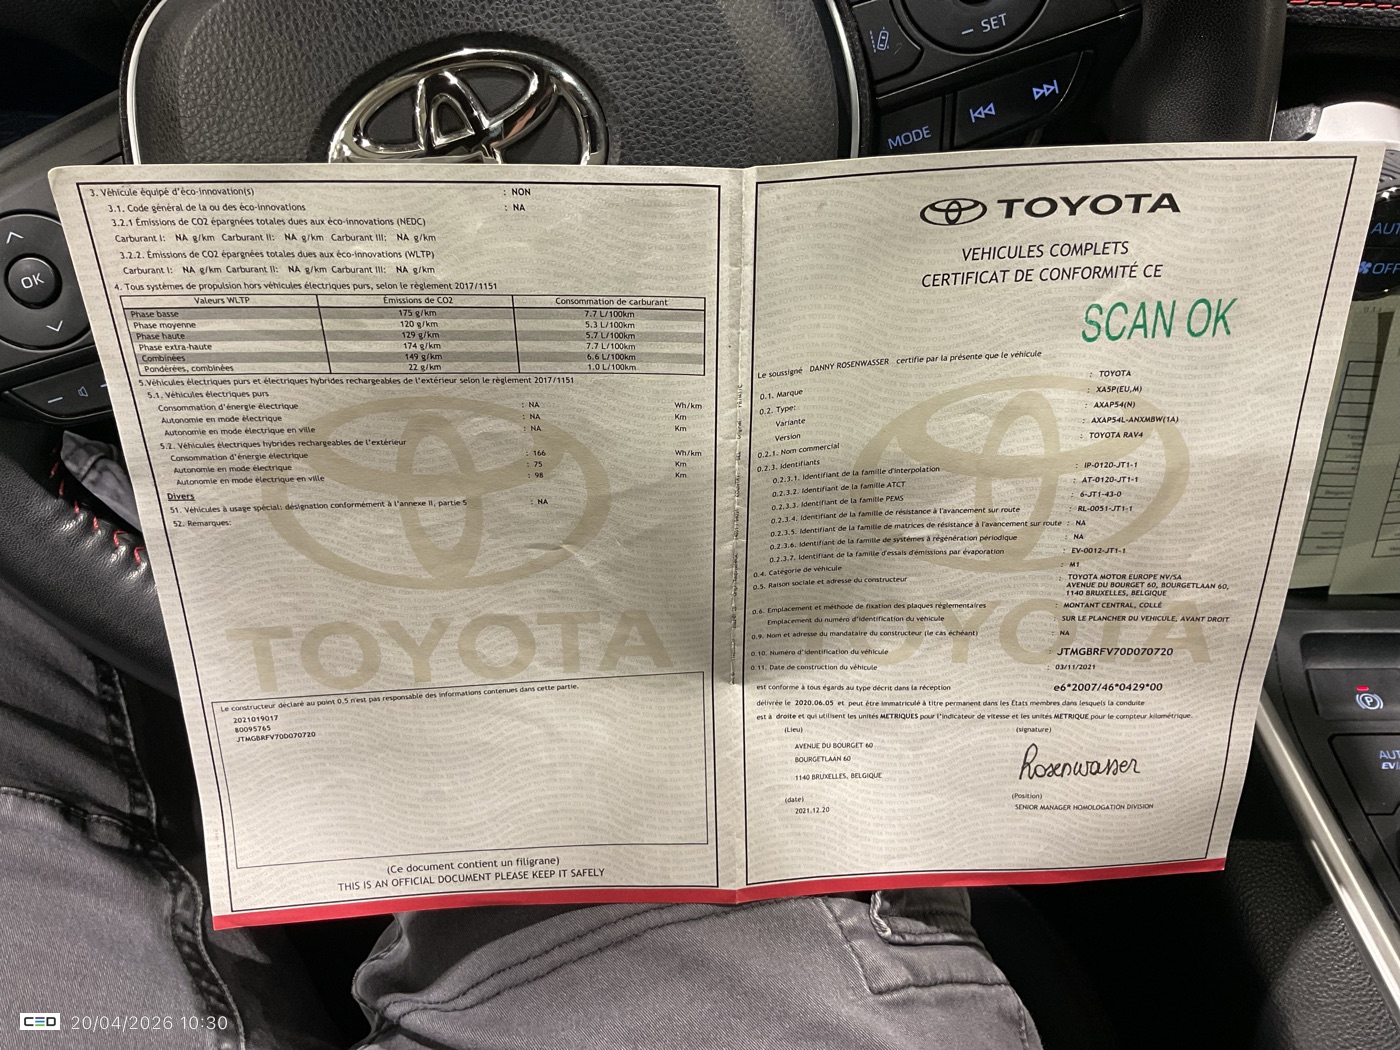 SET
MODE
OK
AUT
OFF
3. Véhicule équipé d'éco-innovation(s) : NON
3.1. Code général de la ou des éco-innovations : NA
3.2.1 Emissions de CO2 épargnées totales dues aux éco-innovations (NEDC)
Carburant I: NA g/km Carburant II: NA g/km Carburant III: NA g/km
3.2.2. Emissions de CO2 épargnées totales dues aux éco-innovations (WLTP)
Carburant I: NA g/km Carburant II: NA g/km Carburant III: NA g/km
4. Tous systèmes de propulsion hors véhicules électriques purs, selon le règlement 2017/1151
Valeurs WLTP Émissions de CO2 Consommation de carburant
Phase basse 175 g/km 7.7 L/100km
Phase moyenne 120 g/km 5.3 L/100km
Phase haute 129 g/km 5.7 L/100km
Phase extra-haute 174 g/km 7.7 L/100km
Combinées 149 g/km 6.6 L/100km
Pondérées, combinées 22 g/km 1.0 L/100km
5.Véhicules électriques purs et électriques hybrides rechargeables de l'extérieur selon le règlement 2017/1151
5.1. Véhicules électriques purs
Consommation d'énergie électrique : NA Wh/km
Autonomie en mode électrique : NA Km
Autonomie en mode électrique en ville : NA Km
5.2. Véhicules électriques hybrides rechargeables de l'extérieur
Consommation d'énergie électrique : 166 Wh/km
Autonomie en mode électrique : 75 Km
Autonomie en mode électrique en ville : 98 Km
Divers
51. Véhicules à usage spécial: désignation conformément à l'annexe II, partie 5 : NA
52. Remarques:
TOYOTA
Le constructeur déclaré au point 0.5 n'est pas responsable des informations contenues dans cette partie.
2021019017
80095765
JTMGBRFV70D070720
(Ce document contient un filigrane)
THIS IS AN OFFICIAL DOCUMENT PLEASE KEEP IT SAFELY
TOYOTA
VEHICULES COMPLETS
CERTIFICAT DE CONFORMITÉ CE
SCAN OK
Le soussigné DANNY ROSENWASSER certifie par la présente que le véhicule
0.1. Marque : TOYOTA
0.2. Type: : XA5P(EU,M)
Variante : AXAP54(N)
Version : AXAP54L-ANXMBW(1A)
0.2.1. Nom commercial : TOYOTA RAV4
0.2.3. Identifiants
0.2.3.1. Identifiant de la famille d'interpolation : IP-0120-JT1-1
0.2.3.2. Identifiant de la famille ATCT : AT-0120-JT1-1
0.2.3.3. Identifiant de la famille PEMS : 6-JT1-43-0
0.2.3.4. Identifiant de la famille de résistance à l'avancement sur route : RL-0051-JT1-1
0.2.3.5. Identifiant de la famille de matrices de résistance à l'avancement sur route : NA
0.2.3.6. Identifiant de la famille de systèmes à régénération périodique : NA
0.2.3.7. Identifiant de la famille d'essais d'émissions par évaporation : EV-0012-JT1-1
0.4. Catégorie de véhicule : M1
0.5. Raison sociale et adresse du constructeur : TOYOTA MOTOR EUROPE NV/SA
AVENUE DU BOURGET 60, BOURGETLAAN 60,
1140 BRUXELLES, BELGIQUE
0.6. Emplacement et méthode de fixation des plaques réglementaires : MONTANT CENTRAL, COLLÉ
Emplacement du numéro d'identification du véhicule : SUR LE PLANCHER DU VEHICULE, AVANT DROIT
0.9. Nom et adresse du mandataire du constructeur (le cas échéant) : NA
0.10. Numéro d'identification du véhicule : JTMGBRFV70D070720
0.11. Date de construction du véhicule : 03/11/2021
TOYOTA
est conforme à tous égards au type décrit dans la réception e6*2007/46*0429*00
délivrée le 2020.06.05 et peut être immatriculé à titre permanent dans les États membres dans lesquels la conduite
est à droite et qui utilisent les unités METRIQUES pour l'indicateur de vitesse et les unités METRIQUE pour le compteur kilométrique.
(Lieu) (signature)
AVENUE DU BOURGET 60
BOURGETLAAN 60
1140 BRUXELLES, BELGIQUE
Rosenwasser
(date) (Position)
2021.12.20 SENIOR MANAGER HOMOLOGATION DIVISION
P
AUT
EV
CED 20/04/2026 10:30